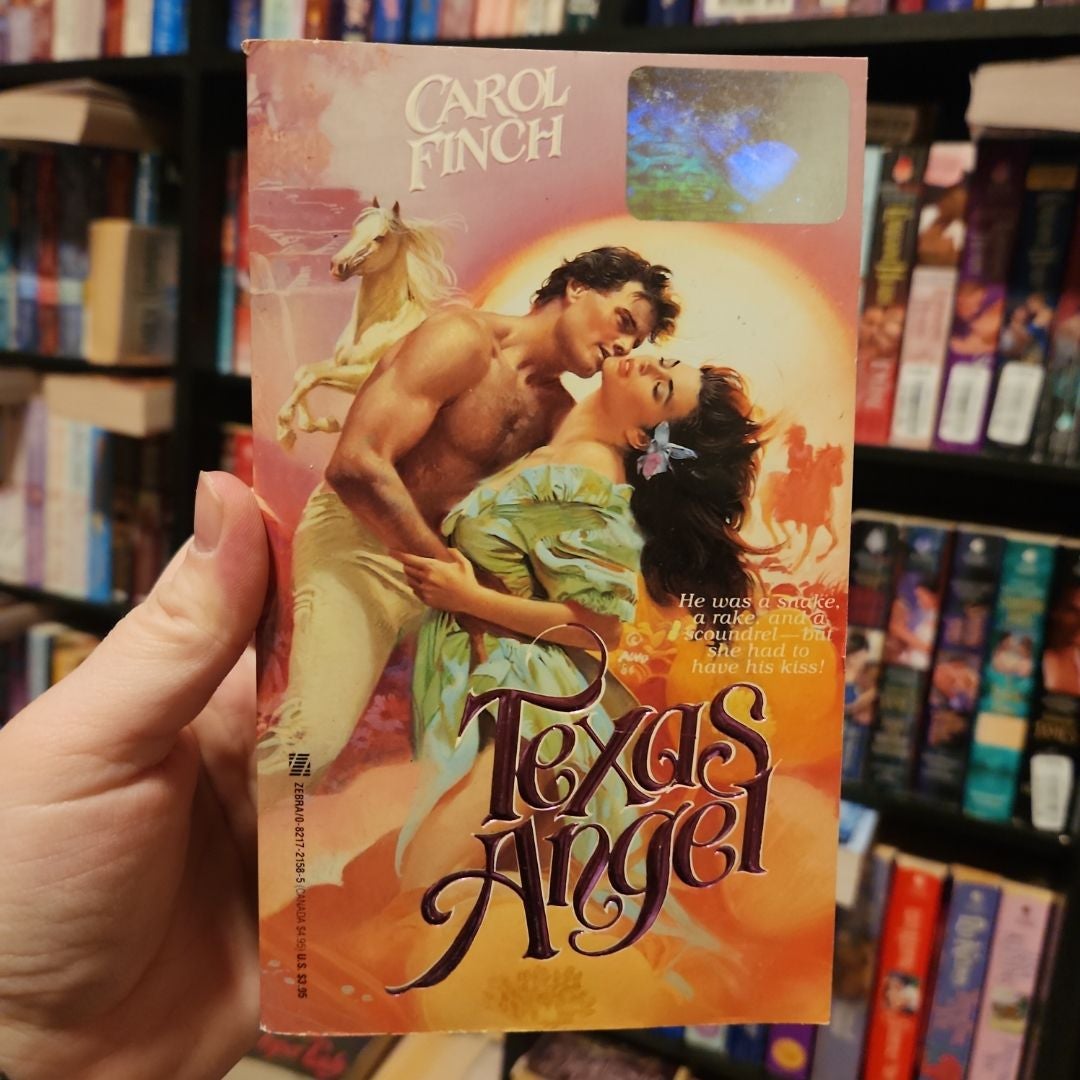 CAROL
FINCH
He was a snake,
a rake, and a
scoundrel—but
she had to
have his kiss!
Texas
Angel
ZEBRA/0-8217-2158-5 (CANADA $4.95) U.S. $3.95